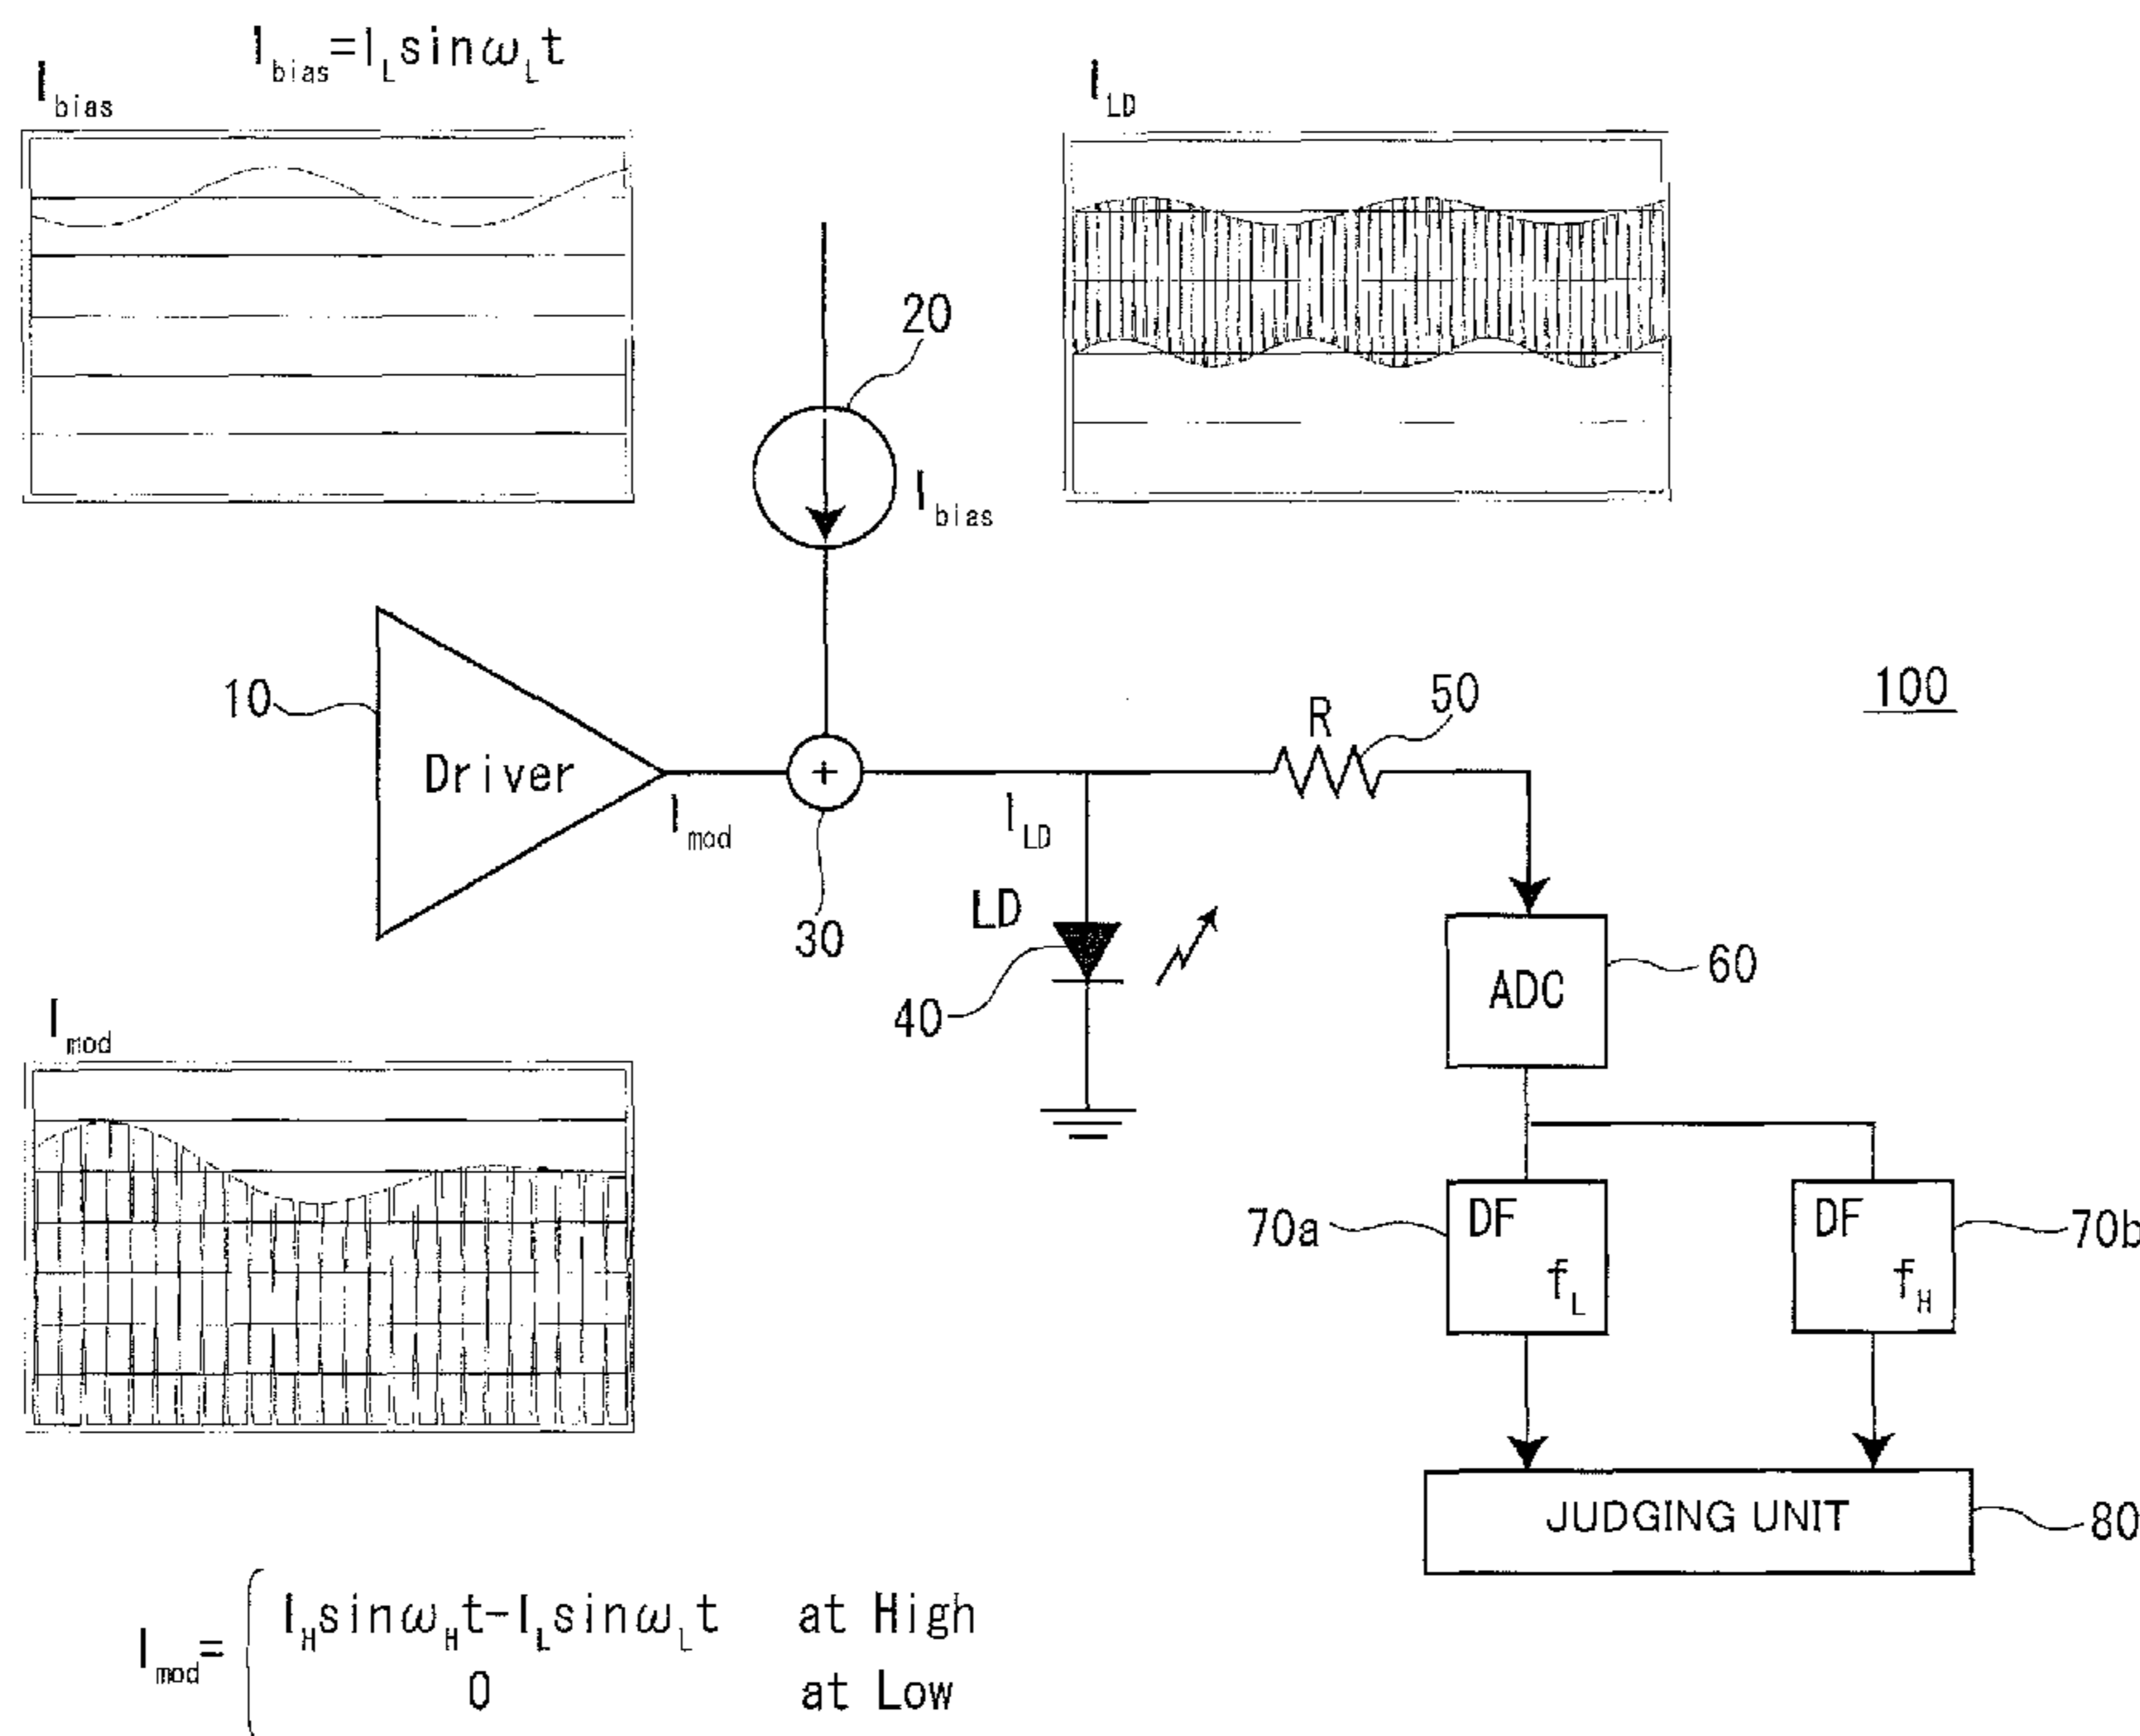 I_bias=I_L sinω_L t
I_bias
I_LD
20
I_bias
10
Driver
I_mod
30
I_LD
R
50
100
LD
40
ADC
60
I_mod
70a
DF
f_L
DF
f_H
70b
JUDGING UNIT
80
I_mod=
I_H sinω_H t-I_L sinω_L t at High
0 at Low